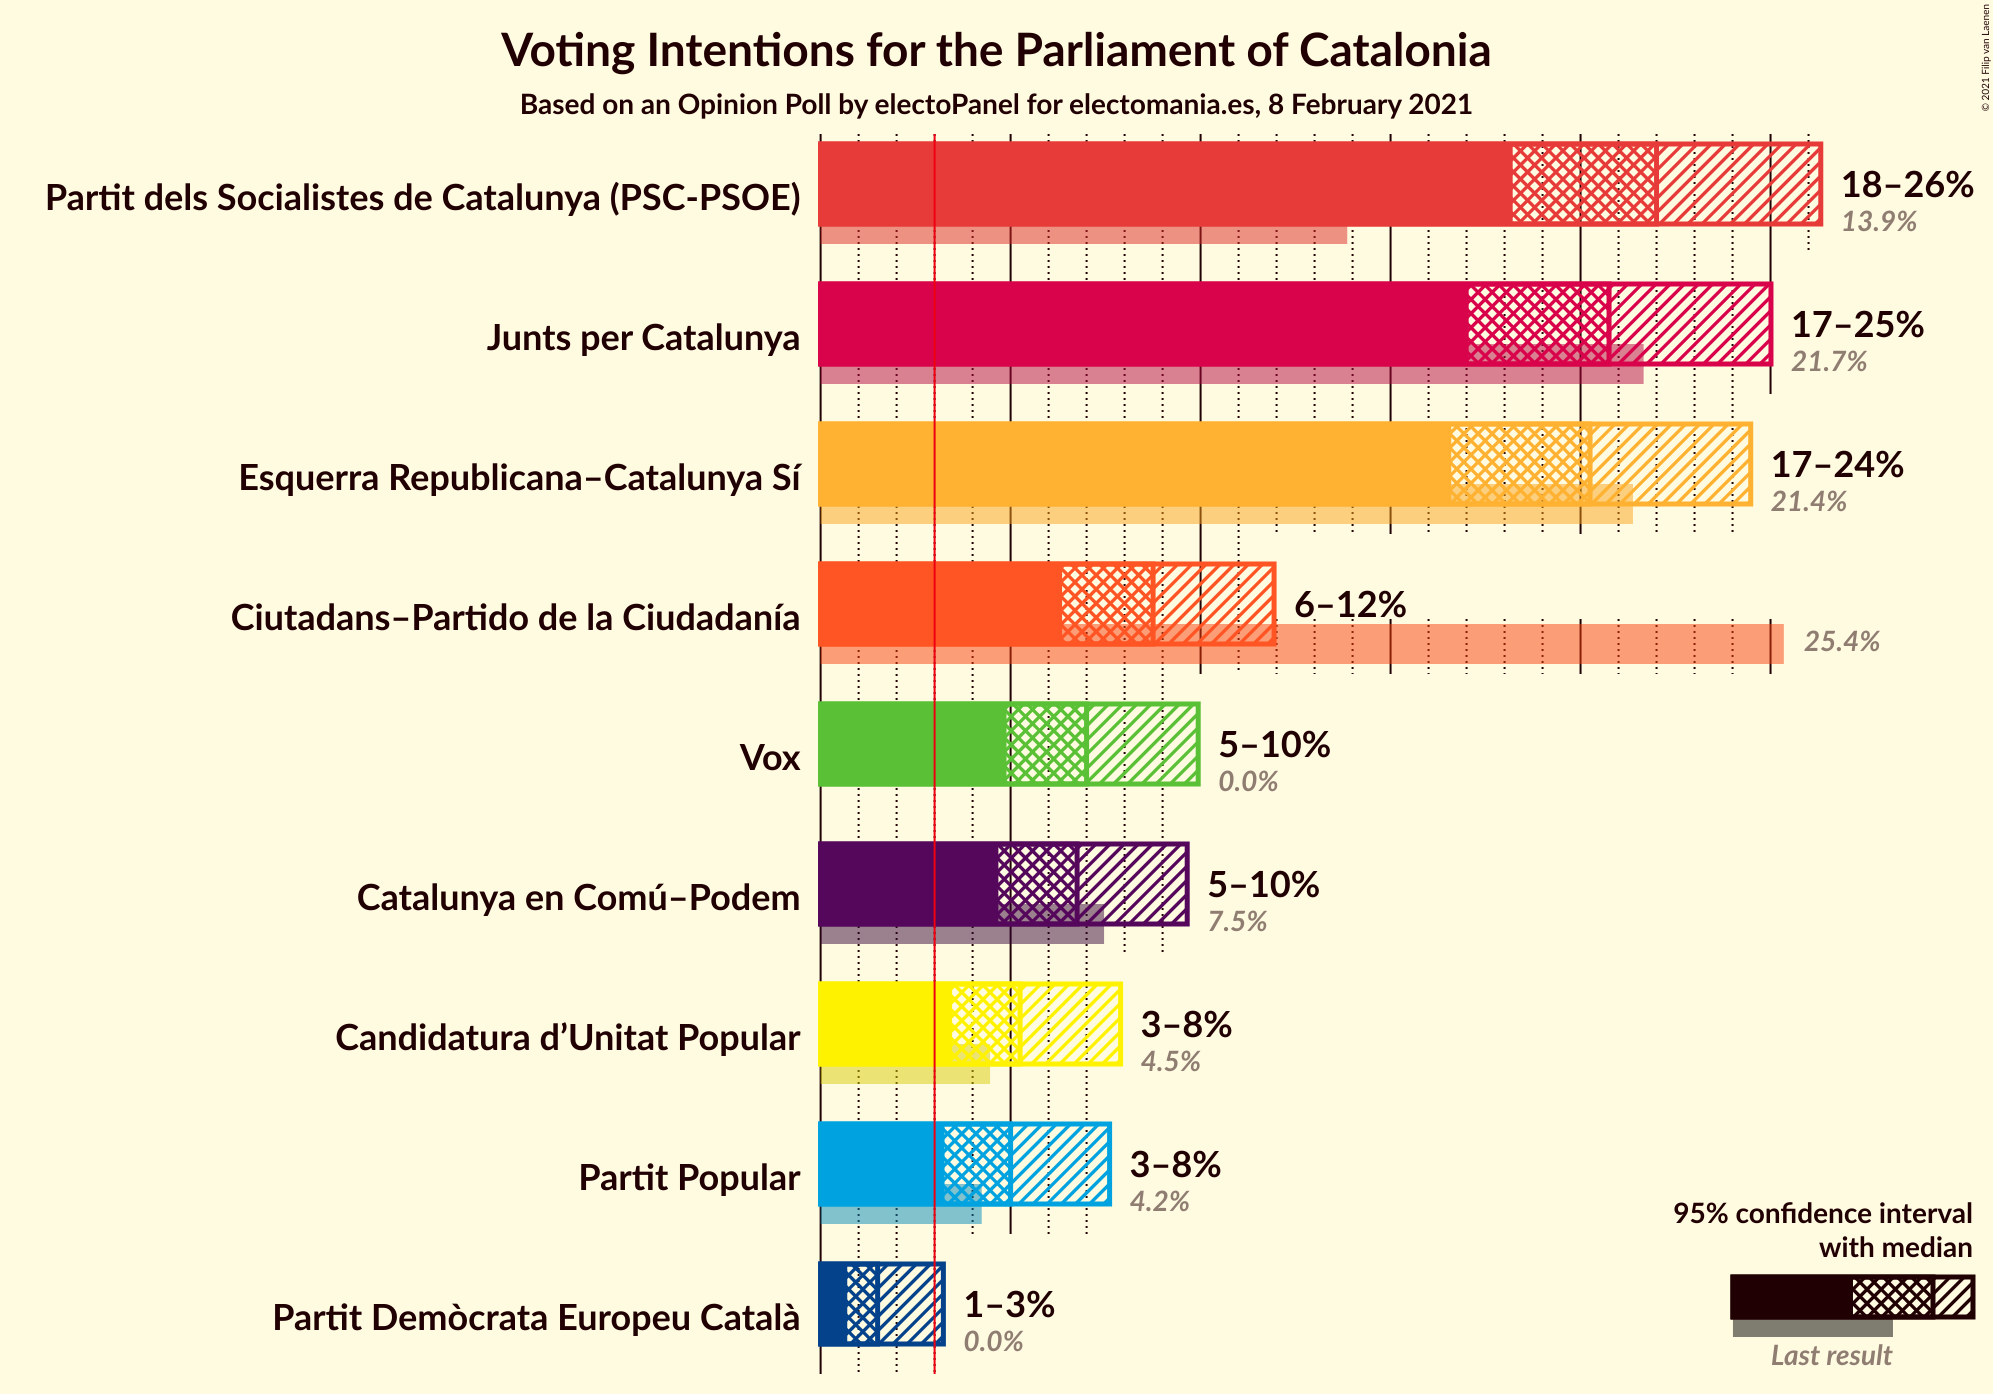 Voting Intentions for the Parliament of Catalonia
Based on an Opinion Poll by electoPanel for electomania.es, 8 February 2021
© 2021 Filip van Laenen
Partit dels Socialistes de Catalunya (PSC-PSOE)
18–26%
13.9%
Junts per Catalunya
17–25%
21.7%
Esquerra Republicana–Catalunya Sí
17–24%
21.4%
Ciutadans–Partido de la Ciudadanía
6–12%
25.4%
Vox
5–10%
0.0%
Catalunya en Comú–Podem
5–10%
7.5%
Candidatura d’Unitat Popular
3–8%
4.5%
Partit Popular
3–8%
4.2%
Partit Demòcrata Europeu Català
1–3%
0.0%
95% confidence interval
with median
Last result